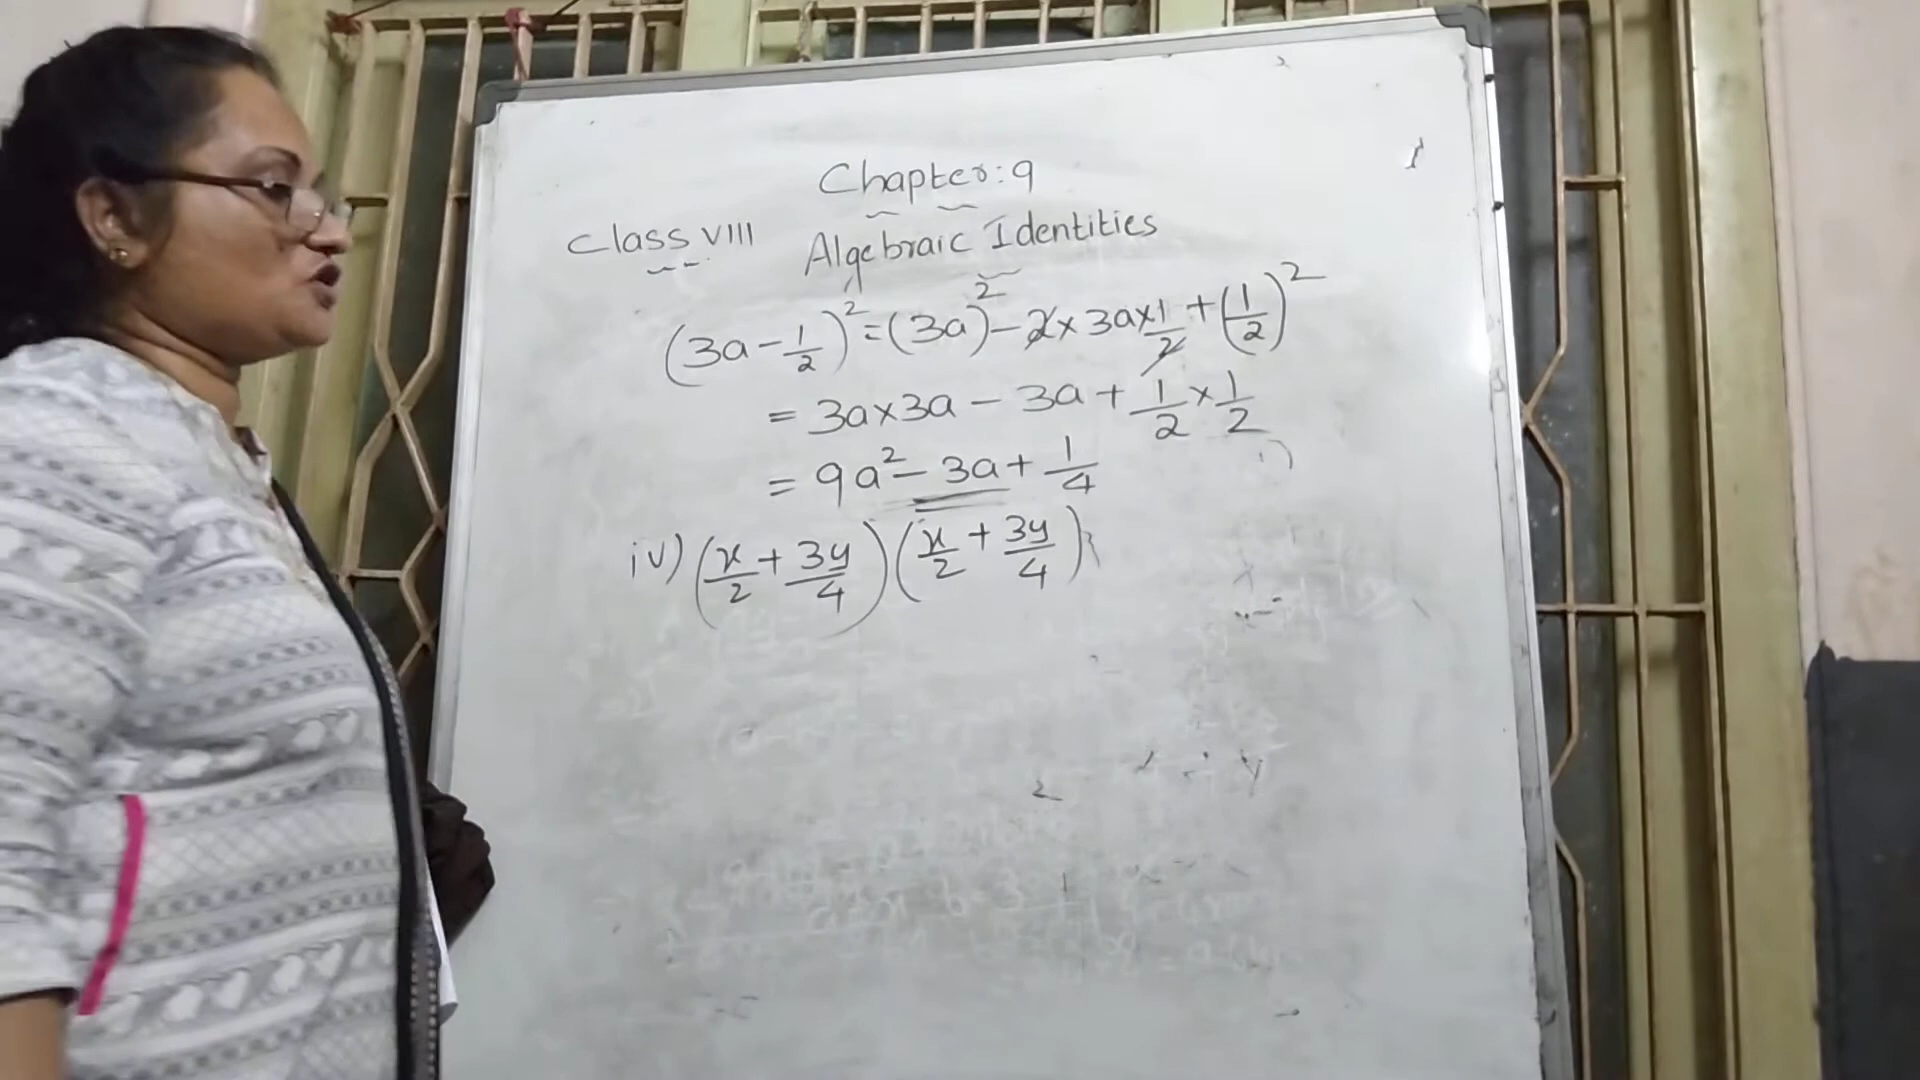 Chapter: 9
Class VIII Algebraic Identities
(3a - 1/2)² = (3a)² - 2 × 3a × 1/2 + (1/2)²
= 3a × 3a - 3a + 1/2 × 1/2
= 9a² - 3a + 1/4
iv) (x/2 + 3y/4) (x/2 + 3y/4)